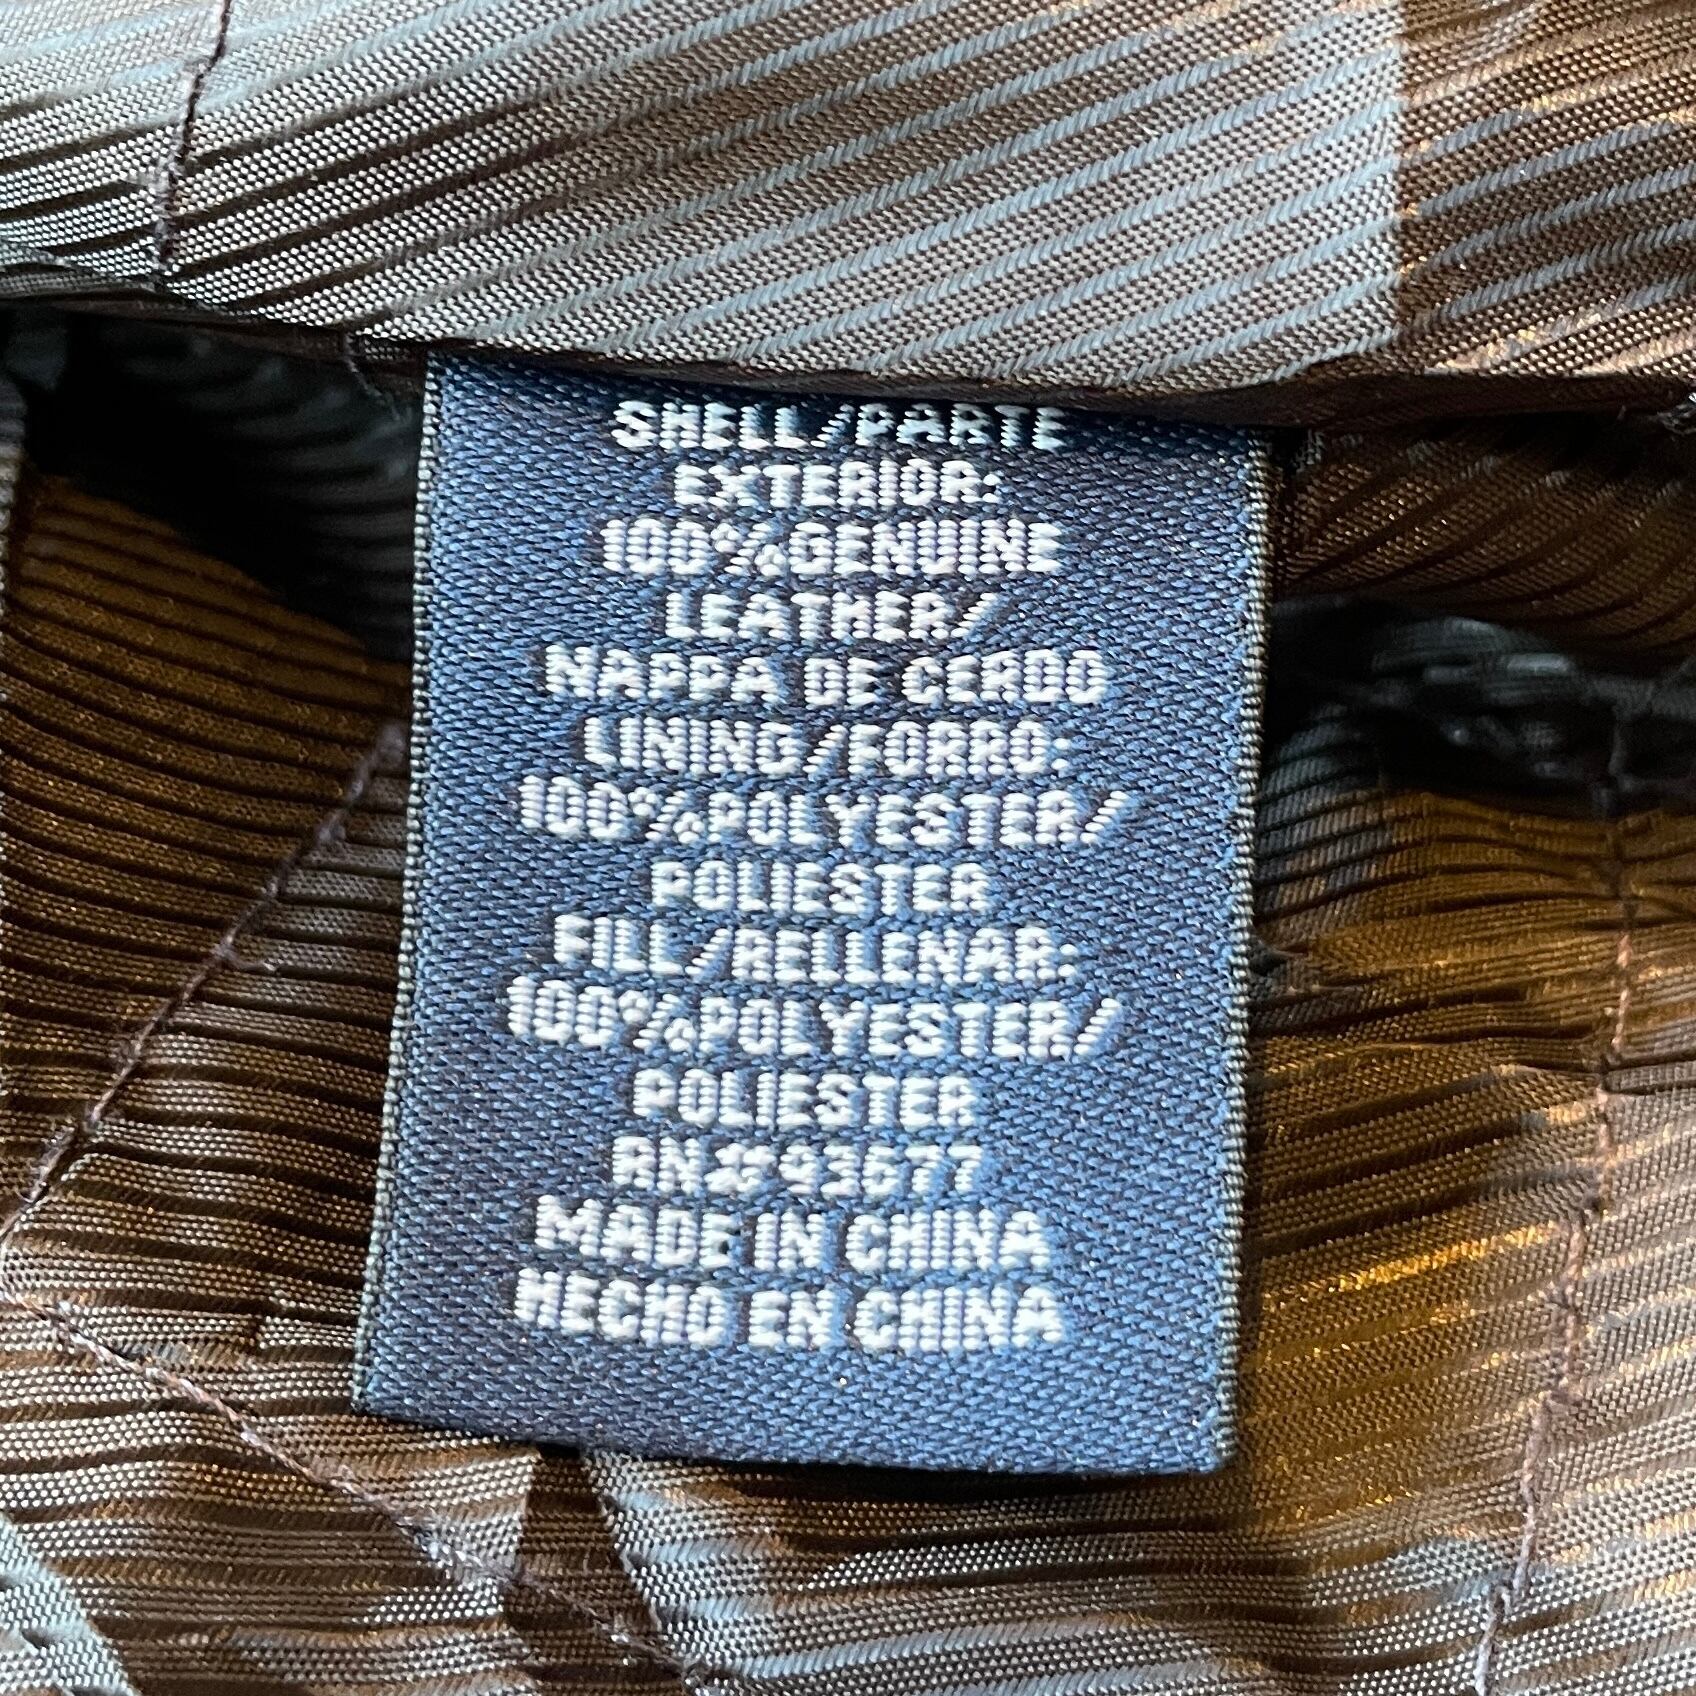 SHELL/PARTE
EXTERIOR:
100%GENUINE
LEATHER/
NAPPA DE CERDO
LINING/FORRO:
100%POLYESTER/
POLIESTER
FILL/RELLENAR:
100%POLYESTER/
POLIESTER
RN#93677
MADE IN CHINA
HECHO EN CHINA